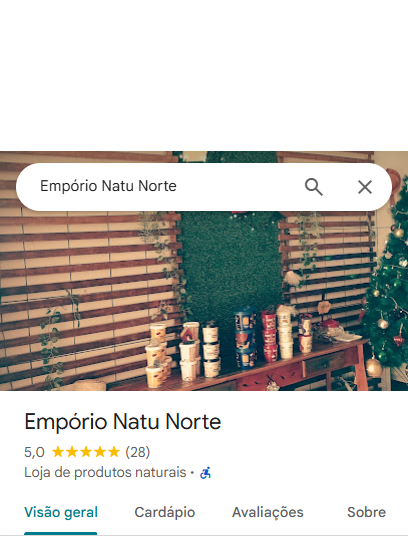 Empório Natu Norte
Empório Natu Norte
5,0 (28)
Loja de produtos naturais ·
Visão geral Cardápio Avaliações Sobre